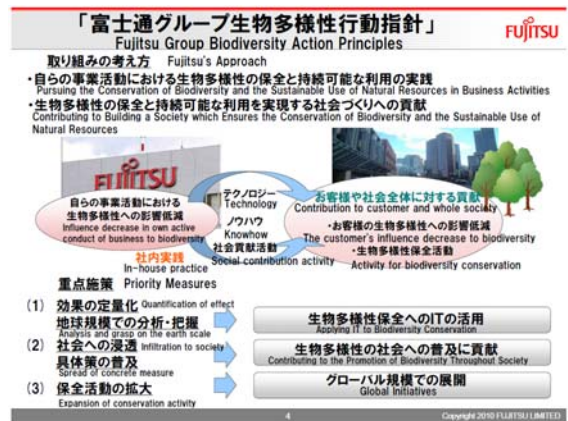 「富士通グループ生物多様性行動指針」
Fujitsu Group Biodiversity Action Principles
FUJITSU
取り組みの考え方 Fujitsu's Approach
・自らの事業活動における生物多様性の保全と持続可能な利用の実践
Pursuing the Conservation of Biodiversity and the Sustainable Use of Natural Resources in Business Activities
・生物多様性の保全と持続可能な利用を実現する社会づくりへの貢献
Contributing to Building a Society which Ensures the Conservation of Biodiversity and the Sustainable Use of
Natural Resources
FUJITSU
自らの事業活動における
生物多様性への影響低減
Influence decrease in own active
conduct of business to biodiversity
社内実践
In-house practice
テクノロジー
Technology
ノウハウ
Knowhow
社会貢献活動
Social contribution activity
お客様や社会全体に対する貢献
Contribution to customer and whole society
・お客様の生物多様性への影響低減
The customer's influence decrease to biodiversity
・生物多様性保全活動
Activity for biodiversity conservation
重点施策 Priority Measures
(1) 効果の定量化 Quantification of effect
地球規模での分析・把握
Analysis and grasp on the earth scale
(2) 社会への浸透 Infiltration to society
具体策の普及
Spread of concrete measure
(3) 保全活動の拡大
Expansion of conservation activity
生物多様性保全へのITの活用
Applying IT to Biodiversity Conservation
生物多様性の社会への普及に貢献
Contributing to the Promotion of Biodiversity Throughout Society
グローバル規模での展開
Global Initiatives
4
Copyright 2010 FUJITSU LIMITED